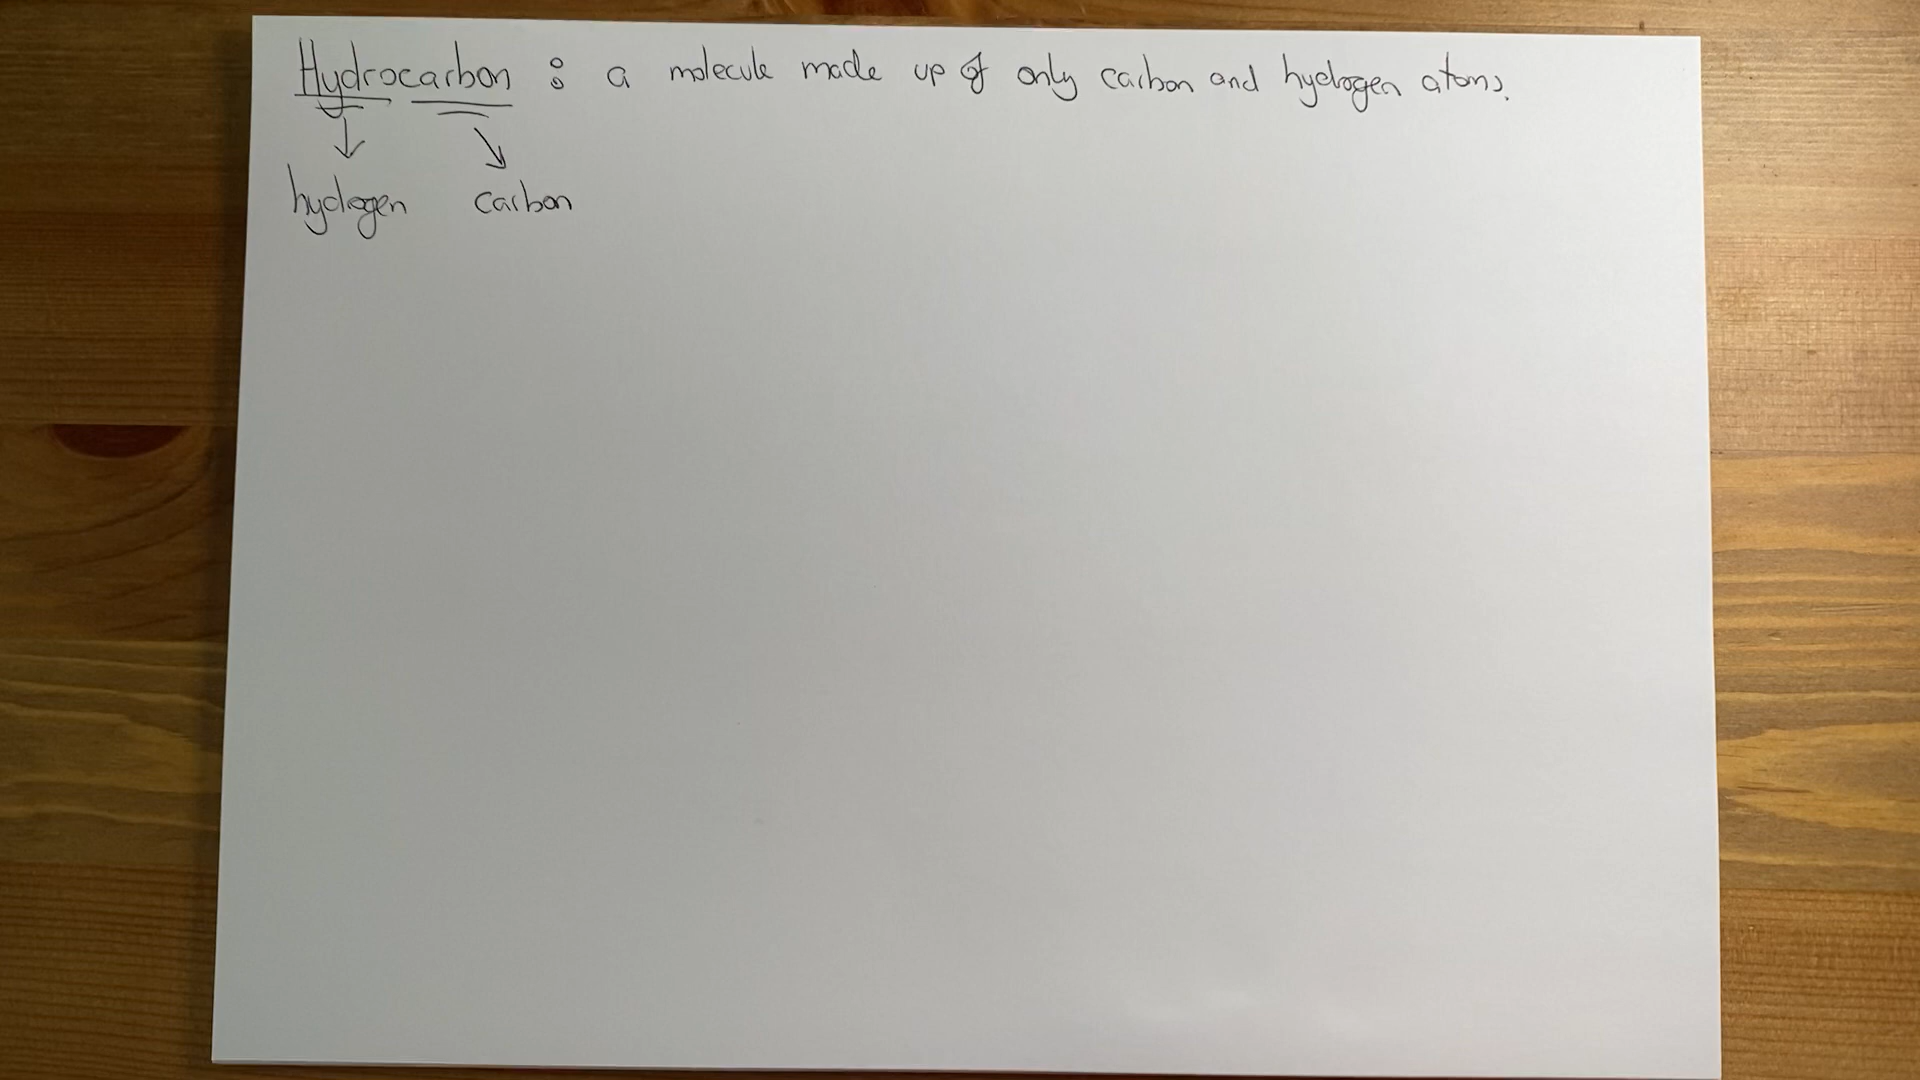 Hydrocarbon : a molecule made up of only carbon and hydrogen atoms.
↓ ↘
hydrogen carbon